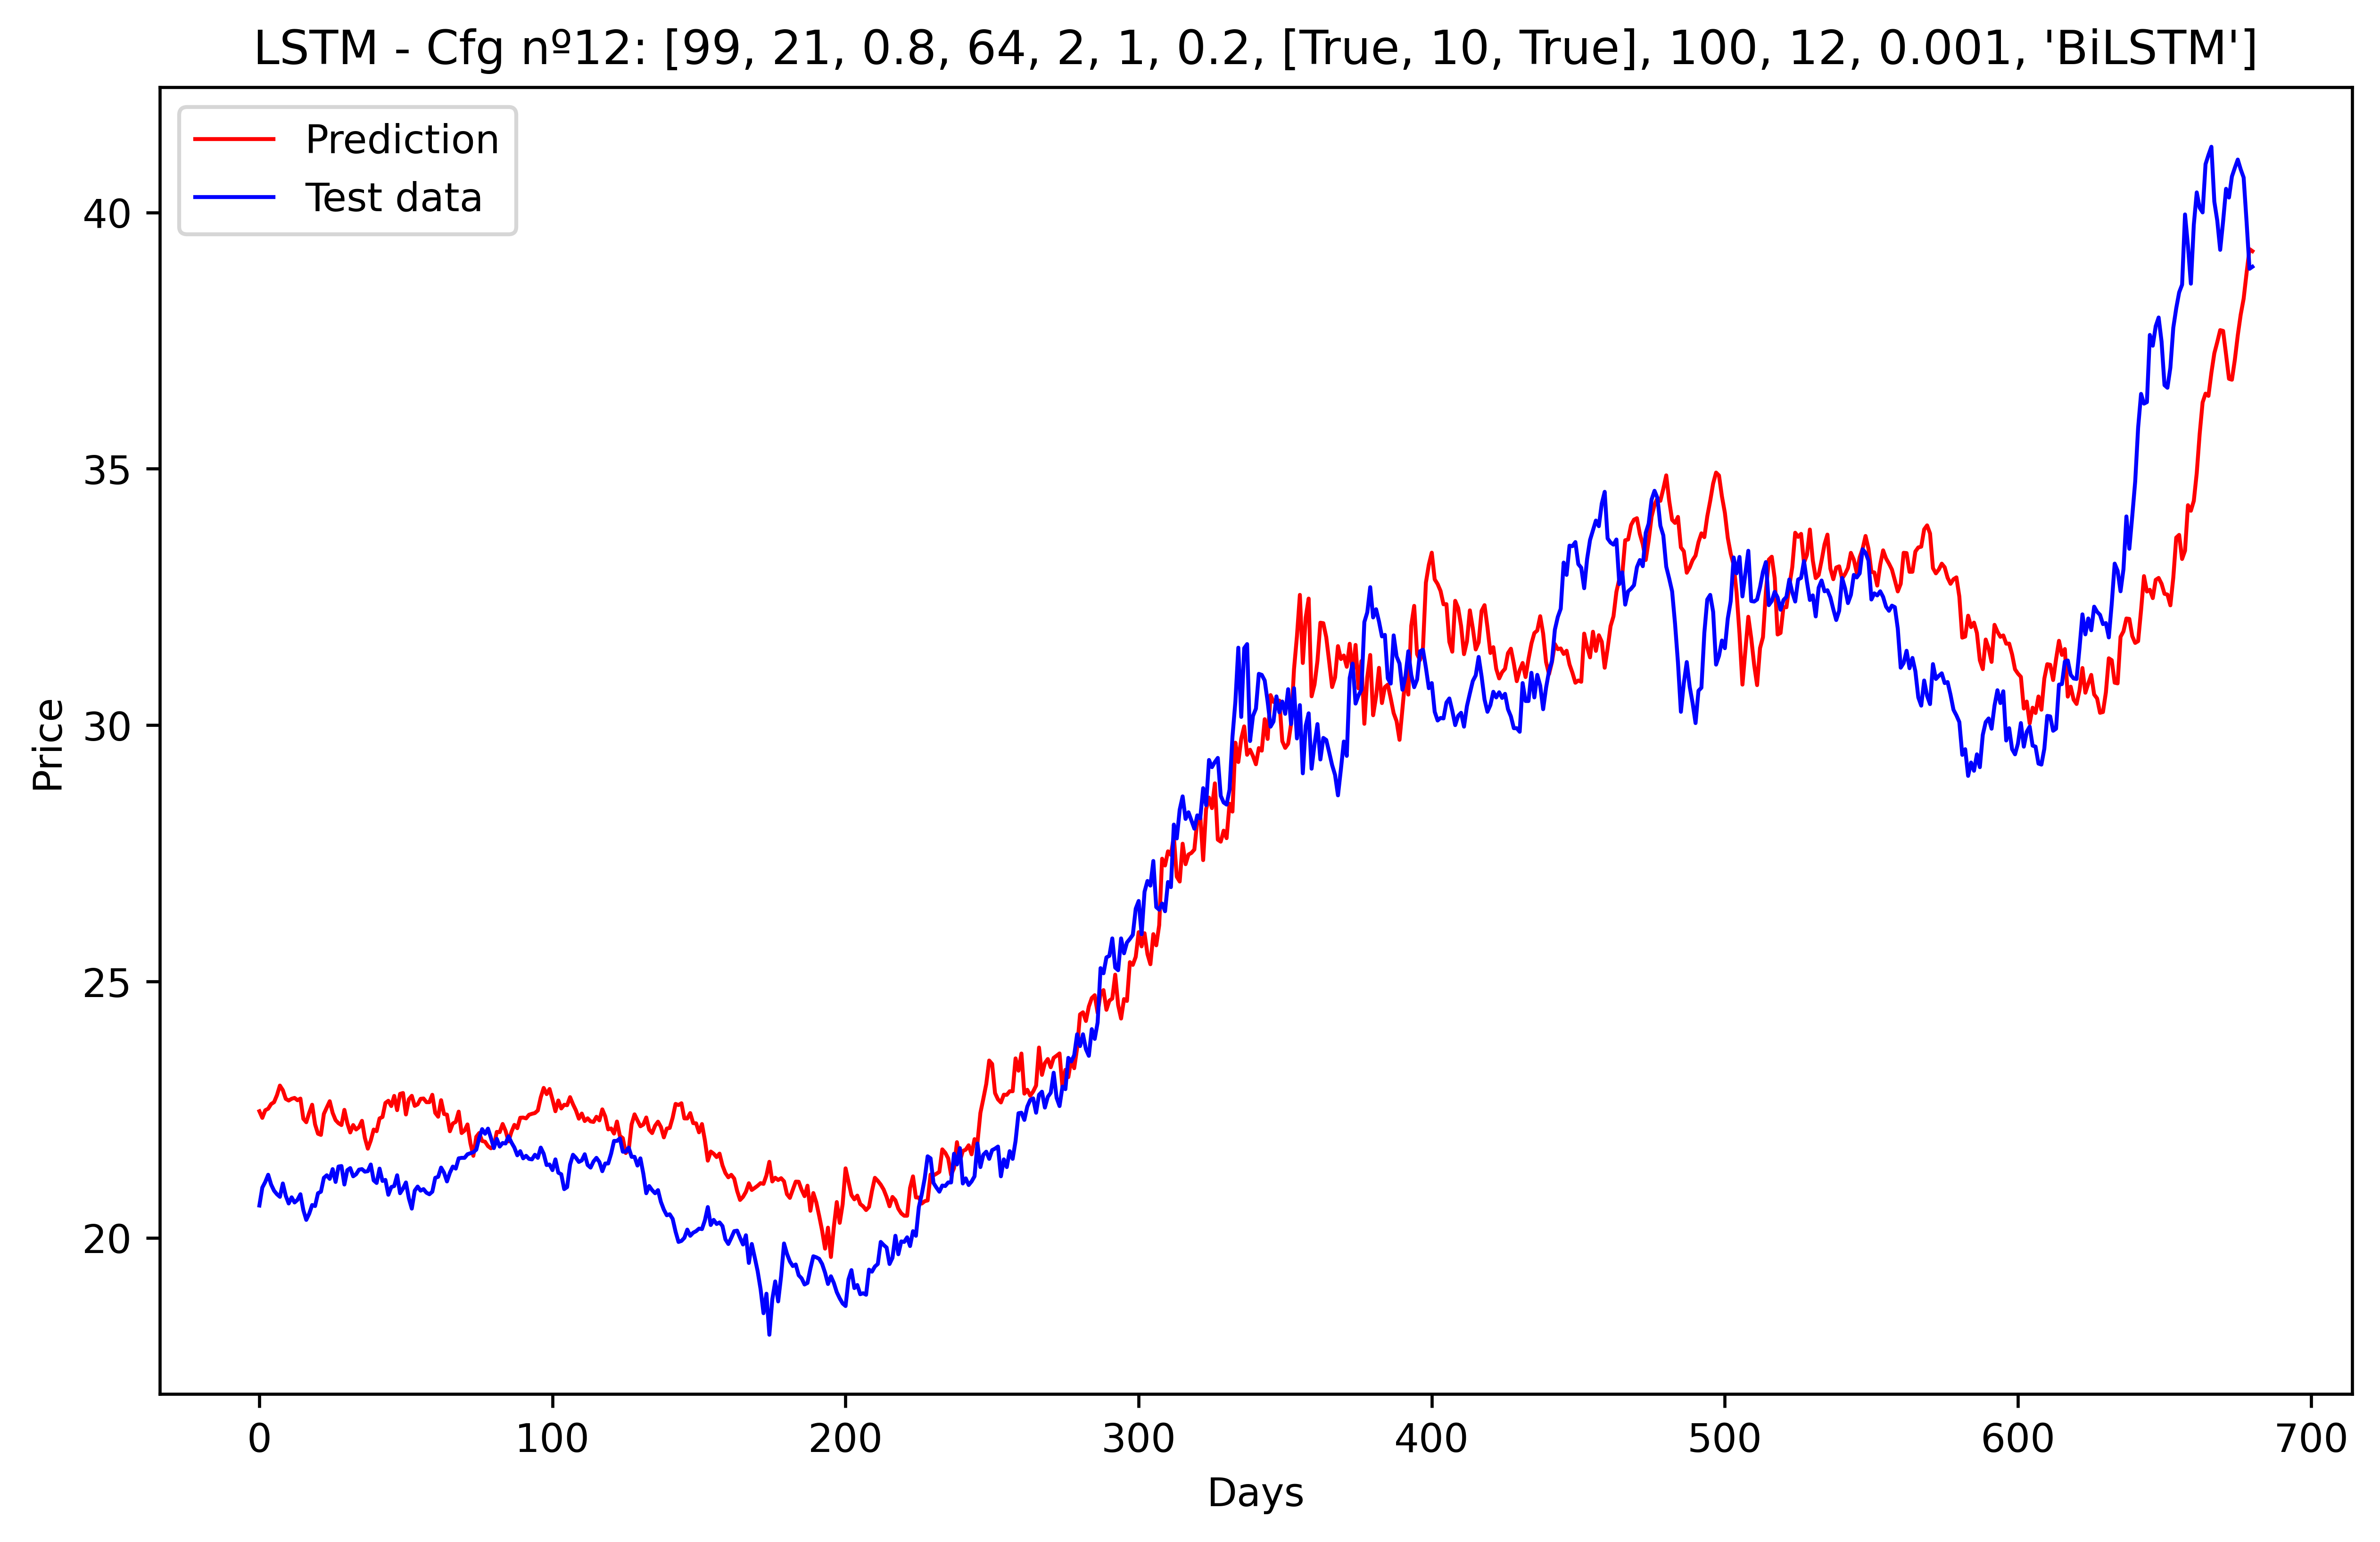 LSTM - Cfg nº12: [99, 21, 0.8, 64, 2, 1, 0.2, [True, 10, True], 100, 12, 0.001, 'BiLSTM']
Prediction
Test data
40
35
30
25
20
Price
0 100 200 300 400 500 600 700
Days